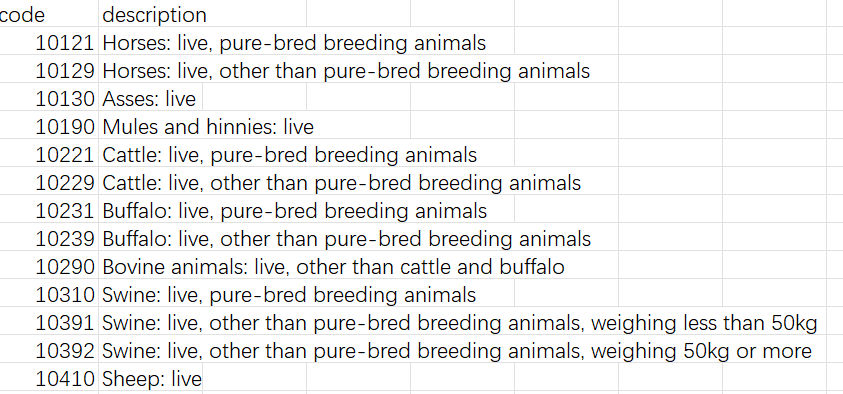 code description
10121 Horses: live, pure-bred breeding animals
10129 Horses: live, other than pure-bred breeding animals
10130 Asses: live
10190 Mules and hinnies: live
10221 Cattle: live, pure-bred breeding animals
10229 Cattle: live, other than pure-bred breeding animals
10231 Buffalo: live, pure-bred breeding animals
10239 Buffalo: live, other than pure-bred breeding animals
10290 Bovine animals: live, other than cattle and buffalo
10310 Swine: live, pure-bred breeding animals
10391 Swine: live, other than pure-bred breeding animals, weighing less than 50kg
10392 Swine: live, other than pure-bred breeding animals, weighing 50kg or more
10410 Sheep: live